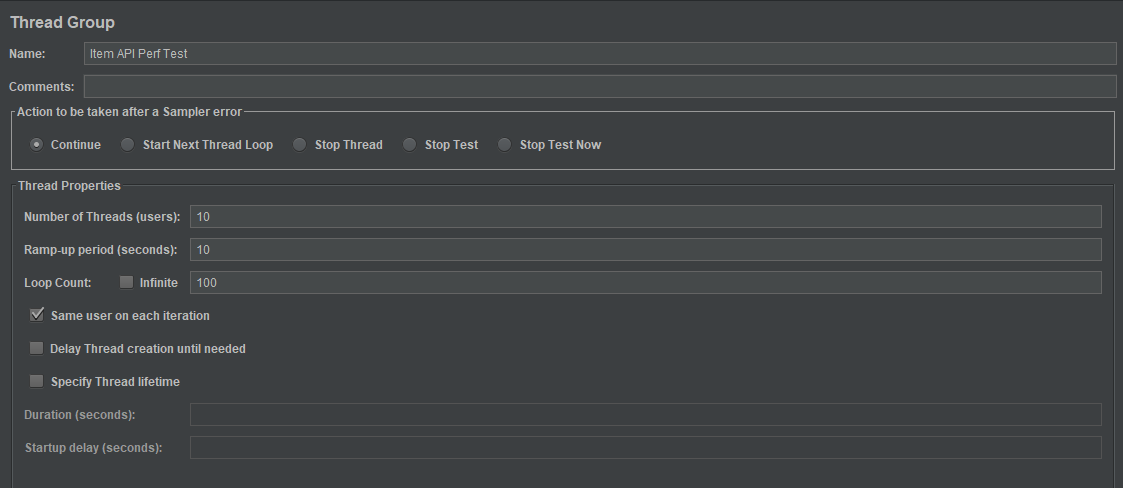 Thread Group
Name: Item API Perf Test
Comments:
Action to be taken after a Sampler error
Continue Start Next Thread Loop Stop Thread Stop Test Stop Test Now
Thread Properties
Number of Threads (users): 10
Ramp-up period (seconds): 10
Loop Count: Infinite 100
Same user on each iteration
Delay Thread creation until needed
Specify Thread lifetime
Duration (seconds):
Startup delay (seconds):